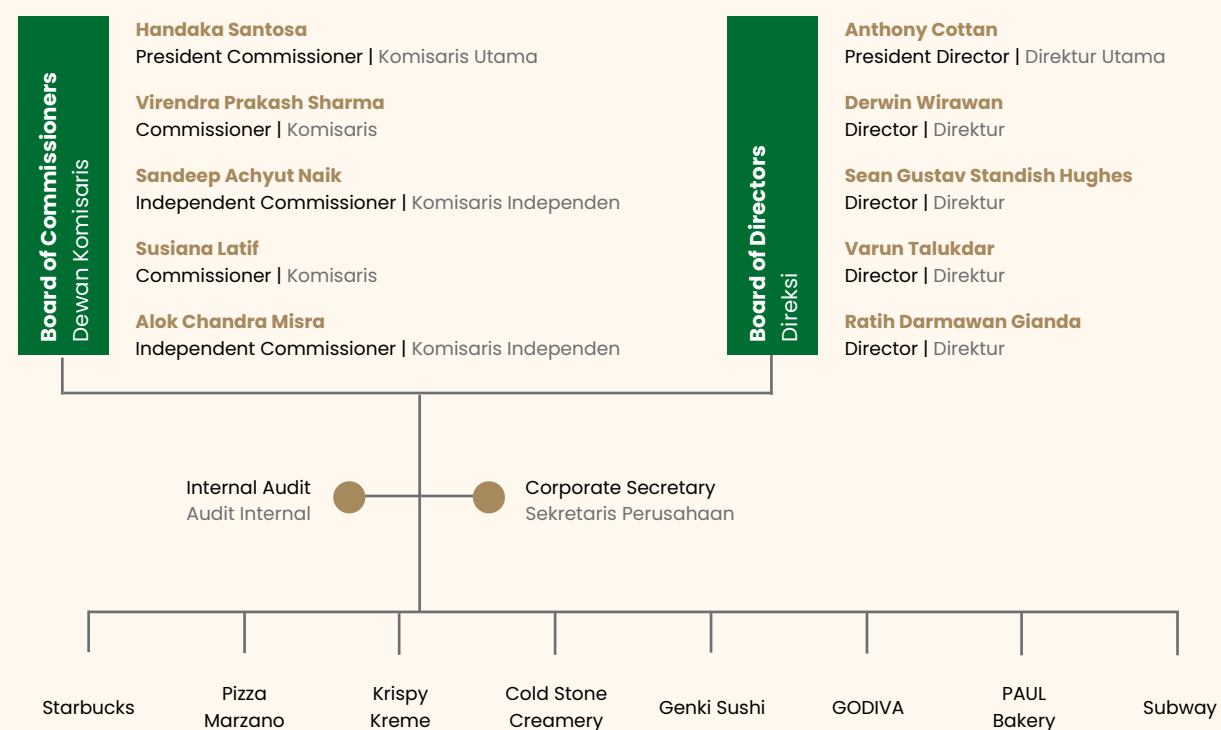 Board of Commissioners
Dewan Komisaris
Handaka Santosa
President Commissioner | Komisaris Utama
Virendra Prakash Sharma
Commissioner | Komisaris
Sandeep Achyut Naik
Independent Commissioner | Komisaris Independen
Susiana Latif
Commissioner | Komisaris
Alok Chandra Misra
Independent Commissioner | Komisaris Independen
Board of Directors
Direksi
Anthony Cottan
President Director | Direktur Utama
Derwin Wirawan
Director | Direktur
Sean Gustav Standish Hughes
Director | Direktur
Varun Talukdar
Director | Direktur
Ratih Darmawan Gianda
Director | Direktur
Internal Audit
Audit Internal
Corporate Secretary
Sekretaris Perusahaan
Starbucks
Pizza
Marzano
Krispy
Kreme
Cold Stone
Creamery
Genki Sushi
GODIVA
PAUL
Bakery
Subway